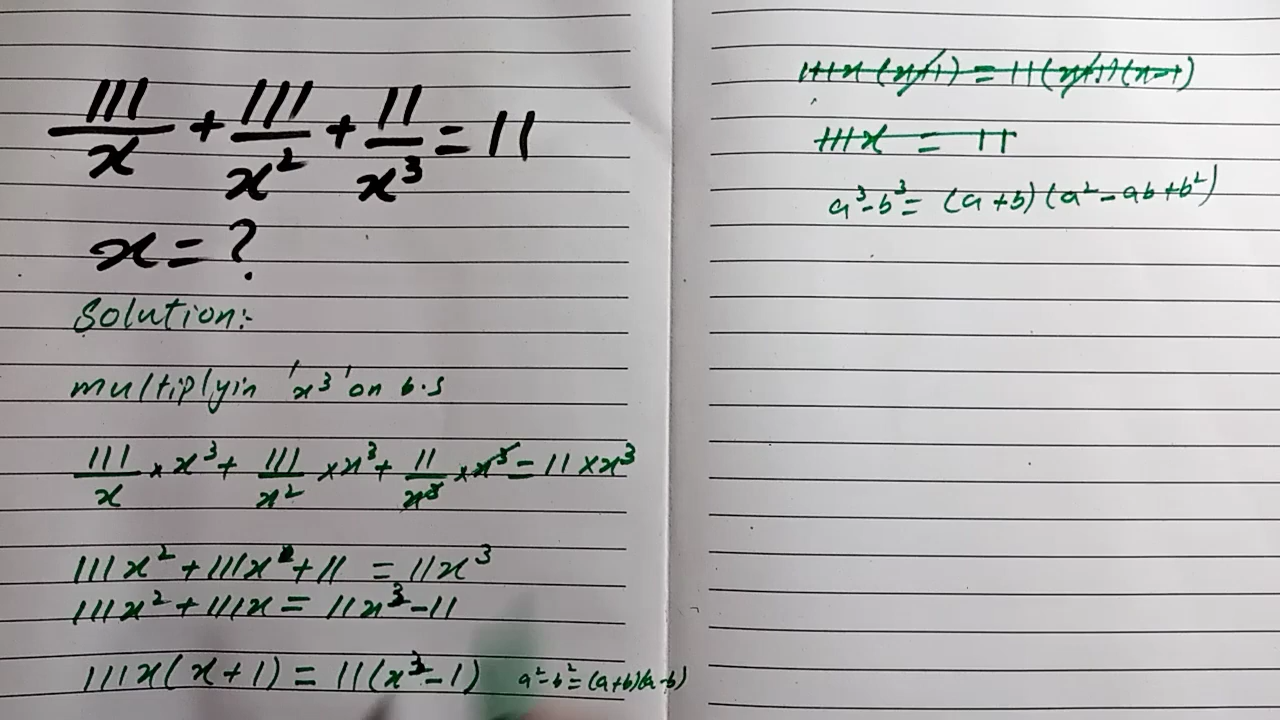 111/x + 111/x² + 11/x³ = 11
x = ?
Solution:-
multiplyin 'x³' on b.s
111/x × x³ + 111/x² × x³ + 11/x³ × x³ = 11 × x³
111x² + 111x + 11 = 11x³
111x² + 111x = 11x³ - 11
111x(x+1) = 11(x³-1) a²-b²=(a+b)(a-b)
111x(x+1) = 11(x+1)(x-1)
111x = 11
a³-b³ = (a+b)(a²-ab+b²)